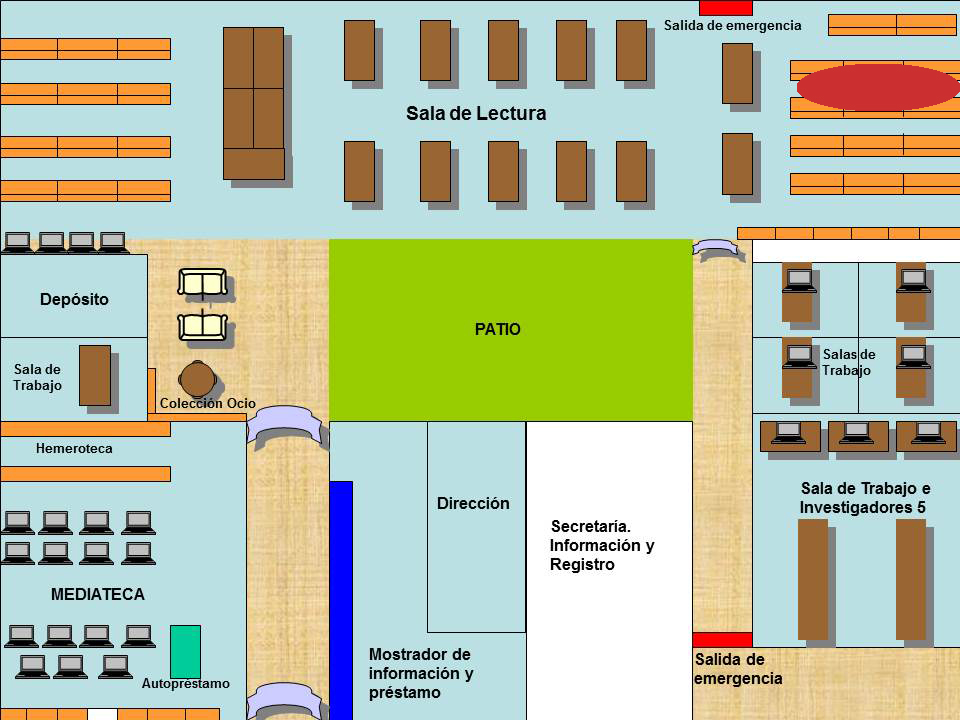 Salida de emergencia
Sala de Lectura
Depósito
PATIO
Sala de
Trabajo
Salas de
Trabajo
Colección Ocio
Hemeroteca
Dirección
Sala de Trabajo e
Investigadores 5
Secretaría.
Información y
Registro
MEDIATECA
Mostrador de
información y
préstamo
Salida de
emergencia
Autoprestamo